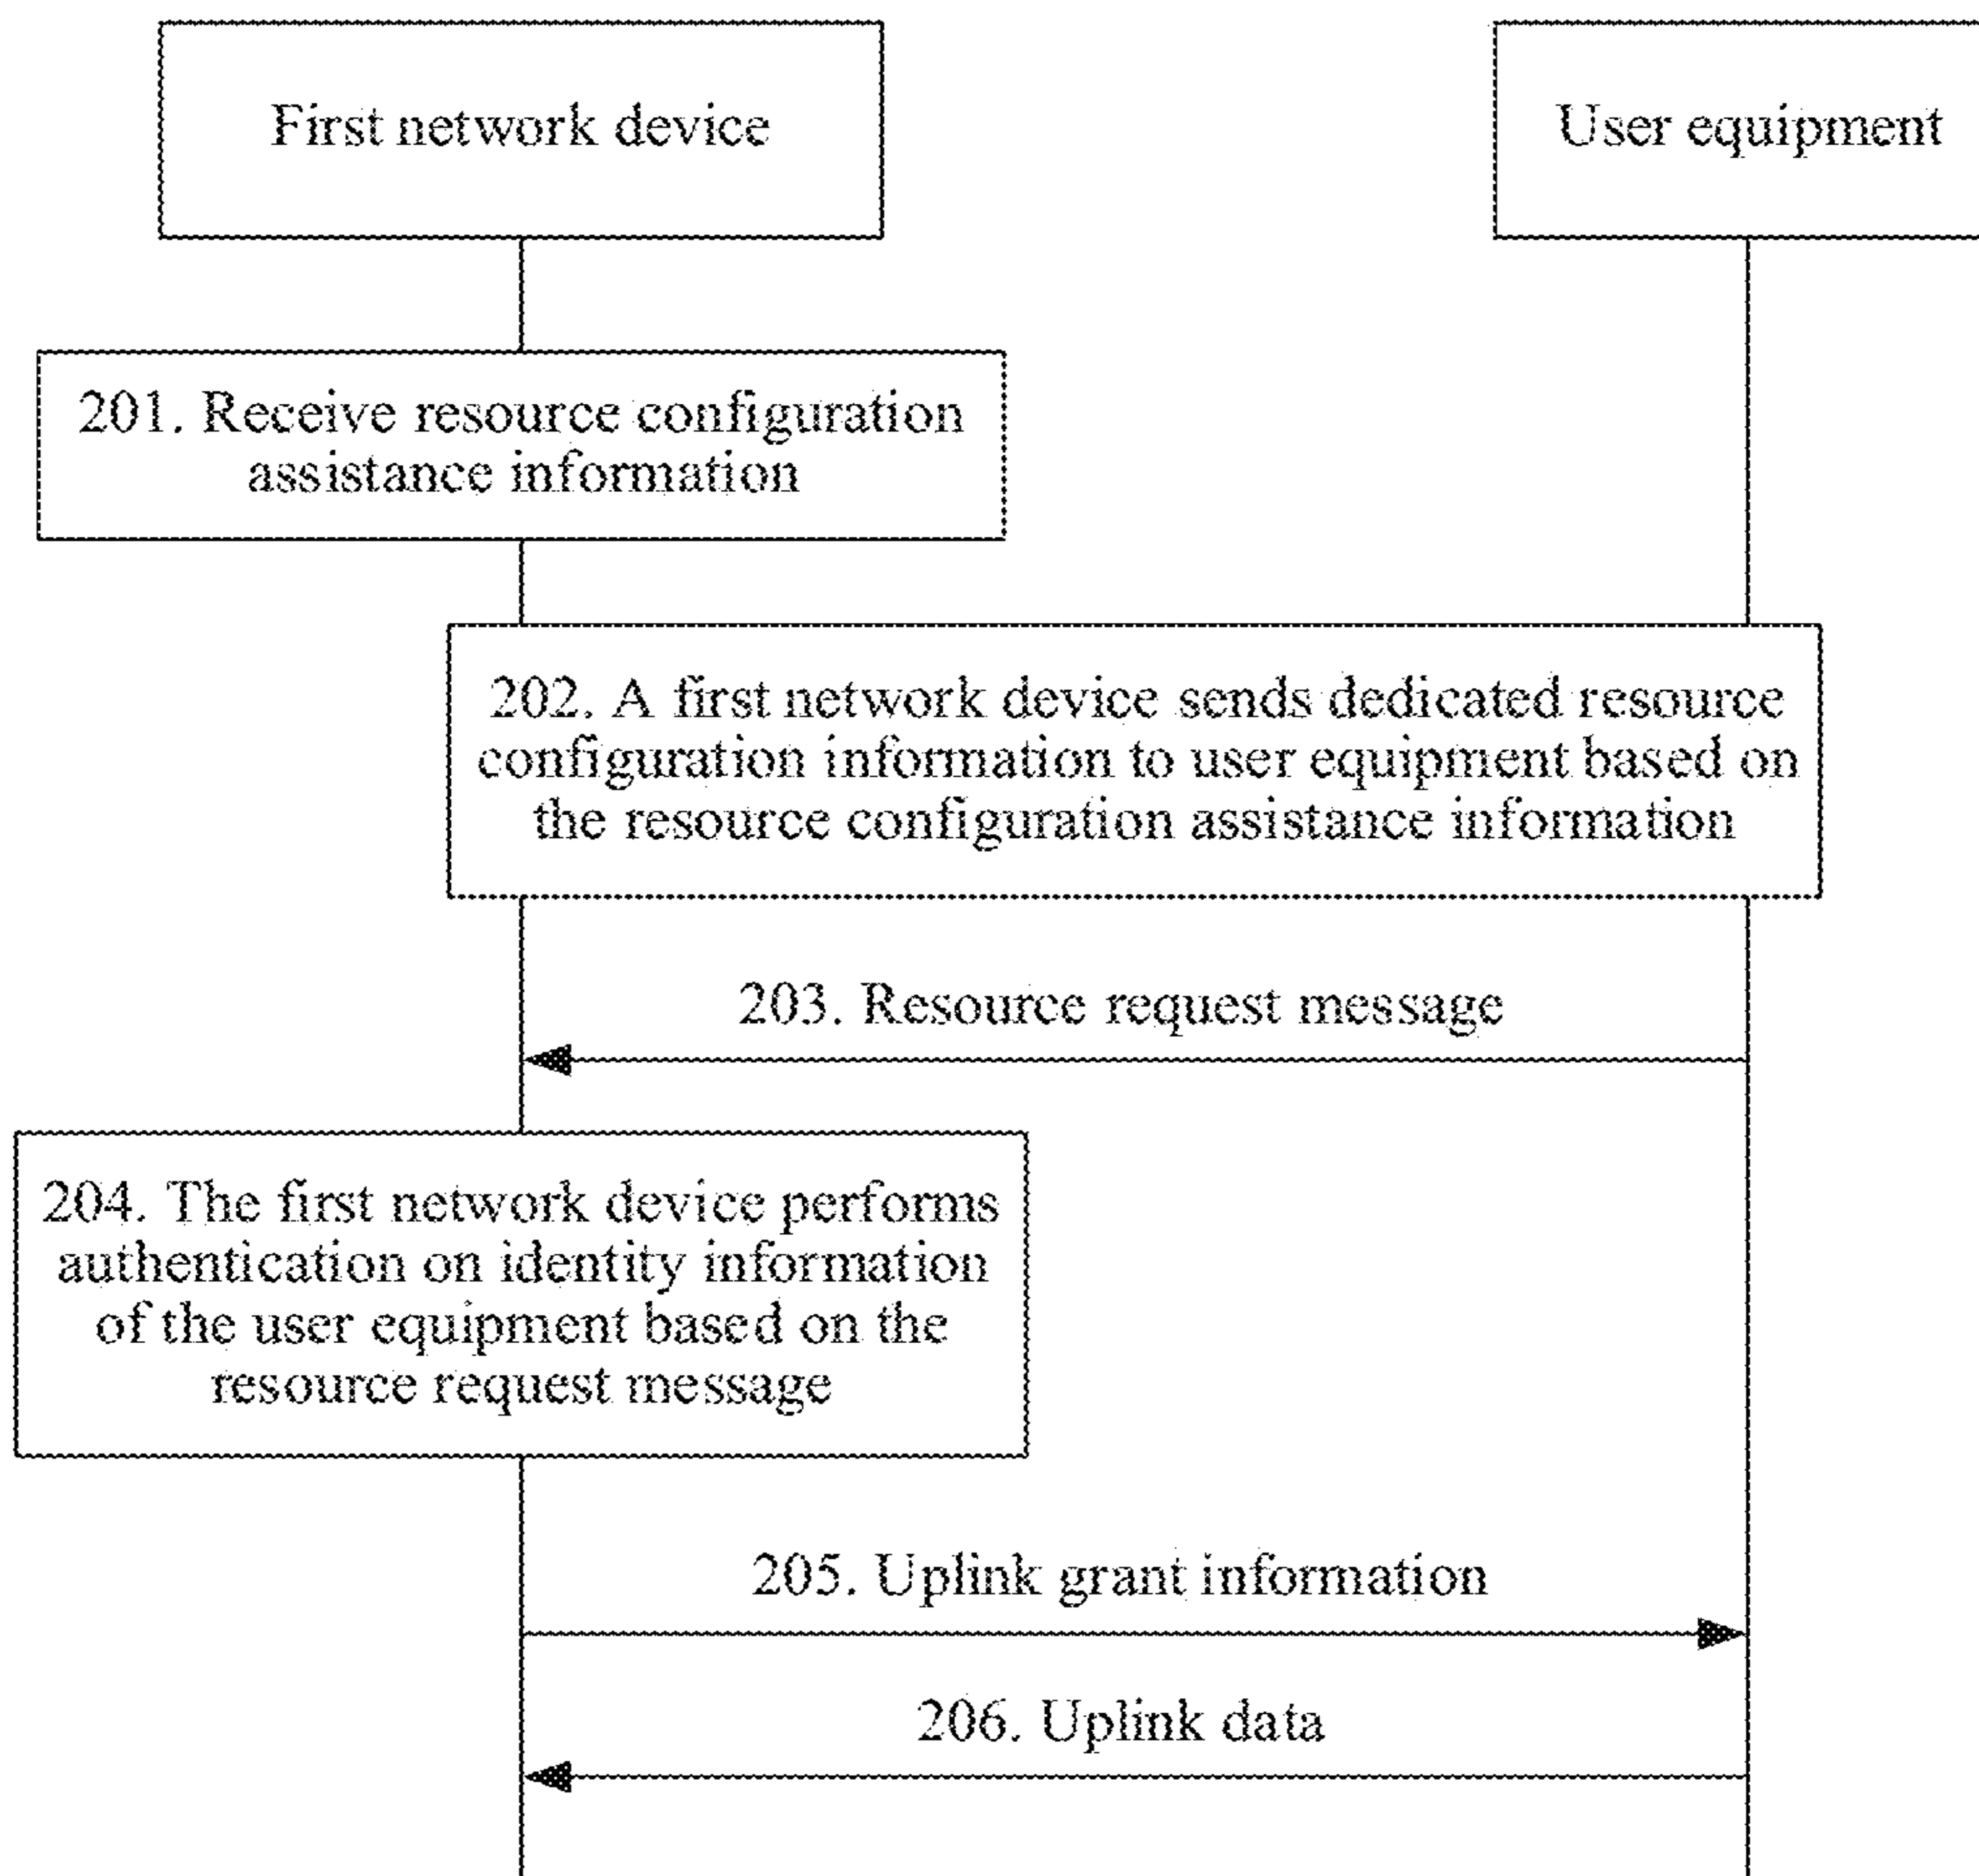 First network device
User equipment
201. Receive resource configuration
assistance information
202. A first network device sends dedicated resource
configuration information to user equipment based on
the resource configuration assistance information
203. Resource request message
204. The first network device performs
authentication on identity information
of the user equipment based on the
resource request message
205. Uplink grant information
206. Uplink data